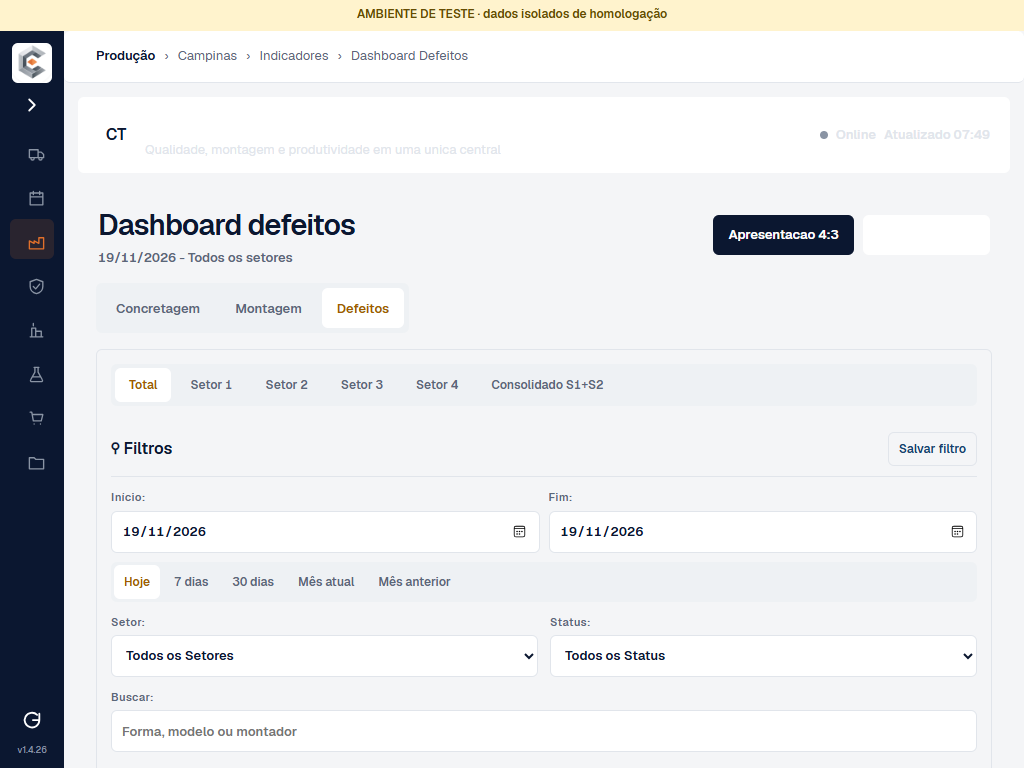 AMBIENTE DE TESTE · dados isolados de homologação
Produção › Campinas › Indicadores › Dashboard Defeitos
CT
Qualidade, montagem e produtividade em uma unica central
Online Atualizado 07:49
Dashboard defeitos
19/11/2026 - Todos os setores
Apresentacao 4:3
Concretagem Montagem Defeitos
Total Setor 1 Setor 2 Setor 3 Setor 4 Consolidado S1+S2
Filtros
Salvar filtro
Início: Fim:
19/11/2026 19/11/2026
Hoje 7 dias 30 dias Mês atual Mês anterior
Setor: Status:
Todos os Setores Todos os Status
Buscar:
Forma, modelo ou montador
v1.4.26